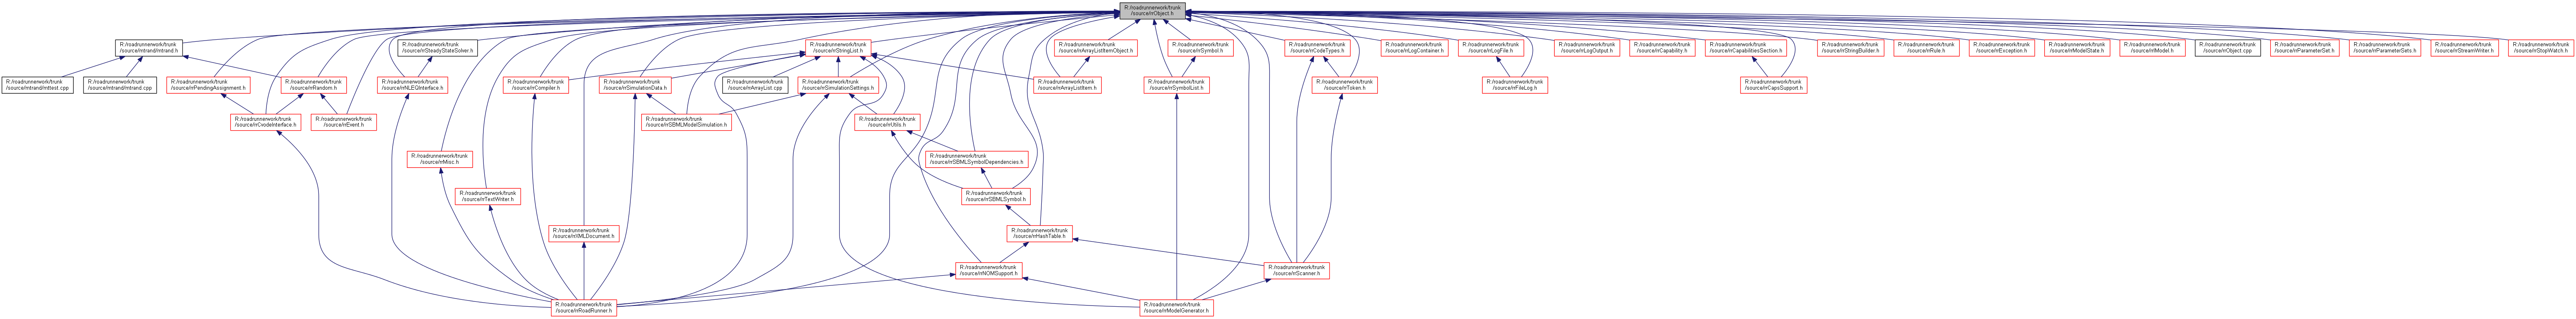 R:/roadrunnerwork/trunk
/source/rrObject.h
R:/roadrunnerwork/trunk
/source/mtrand/mtrand.h
R:/roadrunnerwork/trunk
/source/rrSteadyStateSolver.h
R:/roadrunnerwork/trunk
/source/rrStringList.h
R:/roadrunnerwork/trunk
/source/rrArrayListItemObject.h
R:/roadrunnerwork/trunk
/source/rrSymbol.h
R:/roadrunnerwork/trunk
/source/rrCodeTypes.h
R:/roadrunnerwork/trunk
/source/rrLogContainer.h
R:/roadrunnerwork/trunk
/source/rrLogFile.h
R:/roadrunnerwork/trunk
/source/rrLogOutput.h
R:/roadrunnerwork/trunk
/source/rrCapability.h
R:/roadrunnerwork/trunk
/source/rrCapabilitiesSection.h
R:/roadrunnerwork/trunk
/source/rrStringBuilder.h
R:/roadrunnerwork/trunk
/source/rrRule.h
R:/roadrunnerwork/trunk
/source/rrException.h
R:/roadrunnerwork/trunk
/source/rrModelState.h
R:/roadrunnerwork/trunk
/source/rrMModel.h
R:/roadrunnerwork/trunk
/source/rrObject.cpp
R:/roadrunnerwork/trunk
/source/rrParameterSet.h
R:/roadrunnerwork/trunk
/source/rrParameterSets.h
R:/roadrunnerwork/trunk
/source/rrStreamWriter.h
R:/roadrunnerwork/trunk
/source/rrStopWatch.h
R:/roadrunnerwork/trunk
/source/mtrand/mttest.cpp
R:/roadrunnerwork/trunk
/source/mtrand/mtrand.cpp
R:/roadrunnerwork/trunk
/source/rrPendingAssignment.h
R:/roadrunnerwork/trunk
/source/rrRandom.h
R:/roadrunnerwork/trunk
/source/rrNLEQInterface.h
R:/roadrunnerwork/trunk
/source/rrCompiler.h
R:/roadrunnerwork/trunk
/source/rrSimulationData.h
R:/roadrunnerwork/trunk
/source/rrArrayList.cpp
R:/roadrunnerwork/trunk
/source/rrSimulationSettings.h
R:/roadrunnerwork/trunk
/source/rrArrayListItem.h
R:/roadrunnerwork/trunk
/source/rrSymbolList.h
R:/roadrunnerwork/trunk
/source/rrToken.h
R:/roadrunnerwork/trunk
/source/rrFileLog.h
R:/roadrunnerwork/trunk
/source/rrCapsSupport.h
R:/roadrunnerwork/trunk
/source/rrCvodeInterface.h
R:/roadrunnerwork/trunk
/source/rrEvent.h
R:/roadrunnerwork/trunk
/source/rrSBMLModelSimulation.h
R:/roadrunnerwork/trunk
/source/rrUtils.h
R:/roadrunnerwork/trunk
/source/rrMisc.h
R:/roadrunnerwork/trunk
/source/rrSBMLSymbolDependencies.h
R:/roadrunnerwork/trunk
/source/rrTextWriter.h
R:/roadrunnerwork/trunk
/source/rrSBMLSymbol.h
R:/roadrunnerwork/trunk
/source/rrXMLDocument.h
R:/roadrunnerwork/trunk
/source/rrHashTable.h
R:/roadrunnerwork/trunk
/source/rrNOMSupport.h
R:/roadrunnerwork/trunk
/source/rrScanner.h
R:/roadrunnerwork/trunk
/source/rrRoadRunner.h
R:/roadrunnerwork/trunk
/source/rrModelGenerator.h